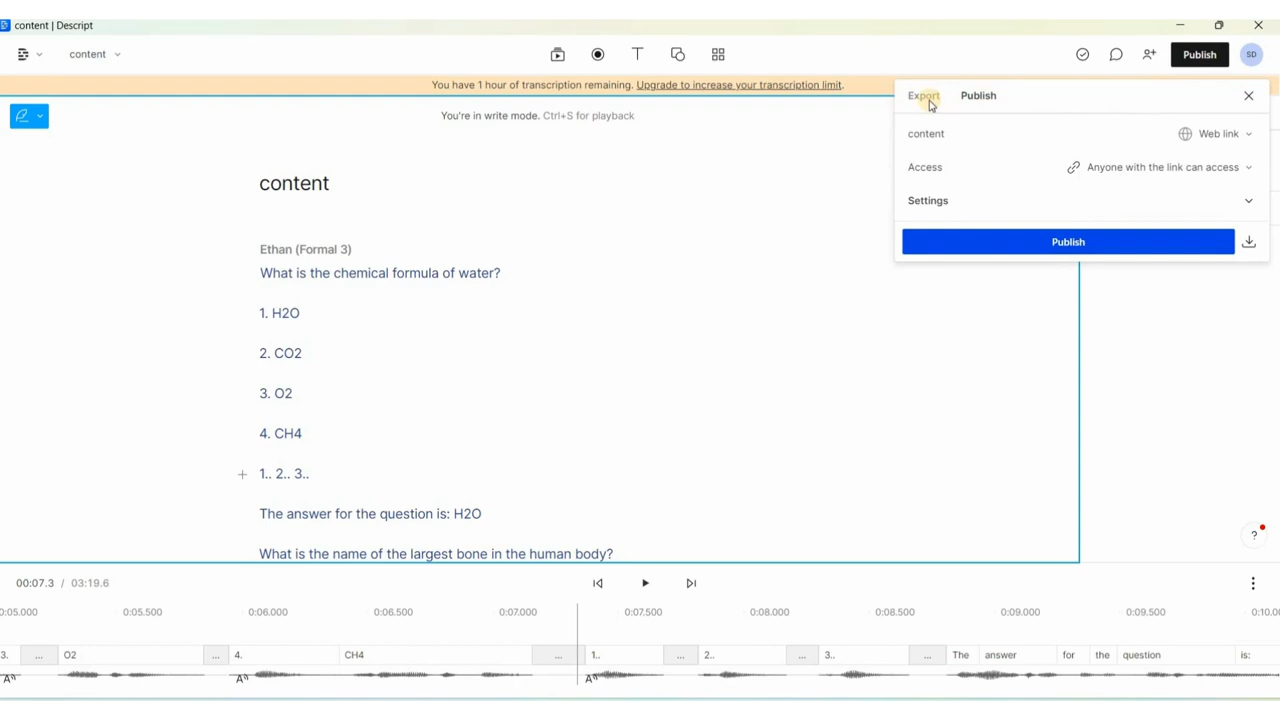 content | Descript
content
Publish
SD
You have 1 hour of transcription remaining. Upgrade to increase your transcription limit.
Export Publish
You're in write mode. Ctrl+S for playback
content Web link
Access Anyone with the link can access
Settings
Publish
content
Ethan (Formal 3)
What is the chemical formula of water?
1. H2O
2. CO2
3. O2
4. CH4
1.. 2.. 3..
The answer for the question is: H2O
What is the name of the largest bone in the human body?
?
00:07.3 / 03:19.6
0:05.000 0:05.500 0:06.000 0:06.500 0:07.000 0:07.500 0:08.000 0:08.500 0:09.000 0:09.500 0:10.0
3. ... O2 ... 4. CH4 ... 1.. ... 2.. ... 3.. ... The answer for the question is: